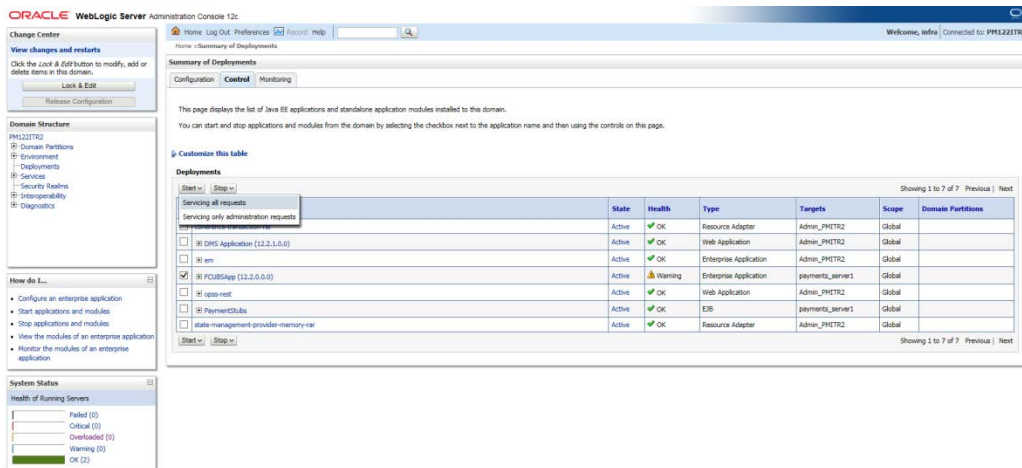 ORACLE WebLogic Server Administration Console 12c
Change Center
View changes and restarts
Click the Lock & Edit button to modify, add or
delete items in this domain.
Lock & Edit
Release Configuration
Domain Structure
PM122ITR2
Domain Partitions
Environment
Deployments
Services
Security Realms
Interoperability
Diagnostics
How do I...
Configure an enterprise application
Start applications and modules
Stop applications and modules
View the modules of an enterprise application
Monitor the modules of an enterprise
application
System Status
Health of Running Servers
Failed (0)
Critical (0)
Overloaded (0)
Warning (0)
OK (2)
Home Log Out Preferences Record Help
Welcome, infra Connected to: PM122ITR
Home >Summary of Deployments
Summary of Deployments
Configuration Control Monitoring
This page displays the list of Java EE applications and standalone application modules installed to this domain.
You can start and stop applications and modules from the domain by selecting the checkbox next to the application name and then using the controls on this page.
Customize this table
Deployments
Start Stop Showing 1 to 7 of 7 Previous | Next
Servicing all requests
Servicing only administration requests
State Health Type Targets Scope Domain Partitions
coherence-transaction-rar Active OK Resource Adapter Admin_PMITR2 Global
DMS Application (12.2.1.0.0) Active OK Web Application Admin_PMITR2 Global
em Active OK Enterprise Application Admin_PMITR2 Global
FCUBSApp (12.2.0.0.0) Active Warning Enterprise Application payments_server1 Global
opss-rest Active OK Web Application Admin_PMITR2 Global
PaymentStubs Active OK EJB payments_server1 Global
state-management-provider-memory-rar Active OK Resource Adapter Admin_PMITR2 Global
Start Stop Showing 1 to 7 of 7 Previous | Next